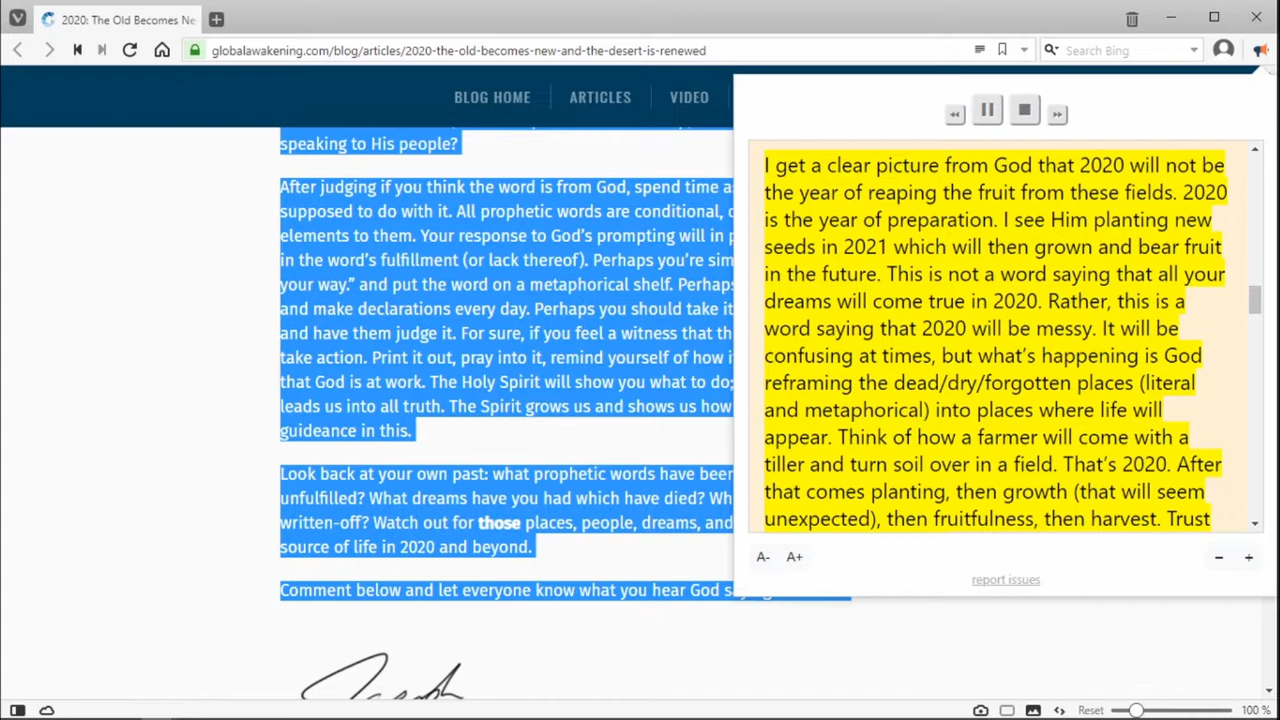 2020: The Old Becomes Ne
globalawakening.com/blog/articles/2020-the-old-becomes-new-and-the-desert-is-renewed
Search Bing
BLOG HOME
ARTICLES
VIDEO
speaking to His people?
After judging if you think the word is from God, spend time as
supposed to do with it. All prophetic words are conditional,
elements to them. Your response to God’s prompting will in p
in the word’s fulfillment (or lack thereof). Perhaps you’re sim
your way.” and put the word on a metaphorical shelf. Perhaps
and make declarations every day. Perhaps you should take it
and have them judge it. For sure, if you feel a witness that th
take action. Print it out, pray into it, remind yourself of how i
that God is at work. The Holy Spirit will show you what to do;
leads us into all truth. The Spirit grows us and shows us how
guideance in this.
Look back at your own past: what prophetic words have been
unfulfilled? What dreams have you had which have died? Wh
written-off? Watch out for those places, people, dreams, and
source of life in 2020 and beyond.
Comment below and let everyone know what you hear God
I get a clear picture from God that 2020 will not be
the year of reaping the fruit from these fields. 2020
is the year of preparation. I see Him planting new
seeds in 2021 which will then grown and bear fruit
in the future. This is not a word saying that all your
dreams will come true in 2020. Rather, this is a
word saying that 2020 will be messy. It will be
confusing at times, but what’s happening is God
reframing the dead/dry/forgotten places (literal
and metaphorical) into places where life will
appear. Think of how a farmer will come with a
tiller and turn soil over in a field. That’s 2020. After
that comes planting, then growth (that will seem
unexpected), then fruitfulness, then harvest. Trust
A- A+ − +
report issues
Reset 100 %